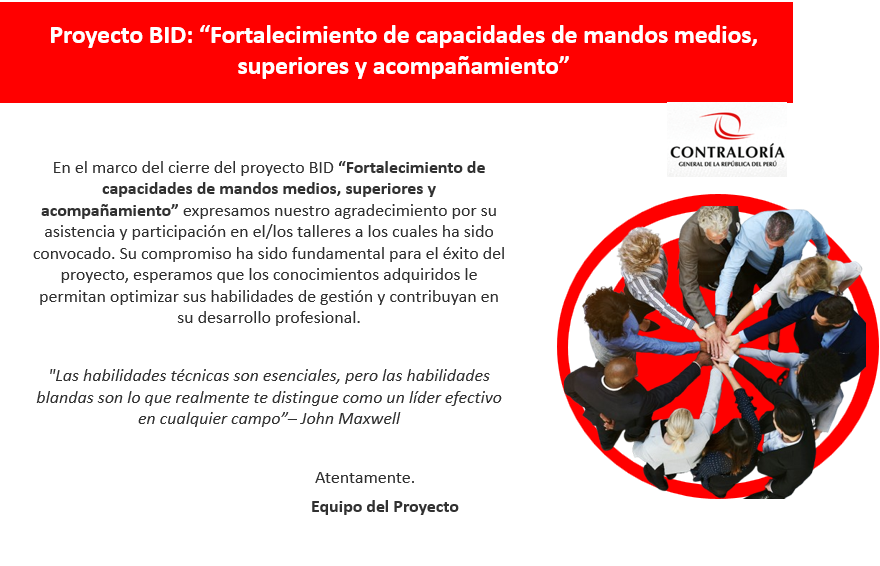 Proyecto BID: “Fortalecimiento de capacidades de mandos medios,
superiores y acompañamiento”
CONTRALORÍA
GENERAL DE LA REPÚBLICA DEL PERÚ
En el marco del cierre del proyecto BID “Fortalecimiento de
capacidades de mandos medios, superiores y
acompañamiento” expresamos nuestro agradecimiento por su
asistencia y participación en el/los talleres a los cuales ha sido
convocado. Su compromiso ha sido fundamental para el éxito del
proyecto, esperamos que los conocimientos adquiridos le
permitan optimizar sus habilidades de gestión y contribuyan en
su desarrollo profesional.
"Las habilidades técnicas son esenciales, pero las habilidades
blandas son lo que realmente te distingue como un líder efectivo
en cualquier campo”– John Maxwell
Atentamente.
Equipo del Proyecto